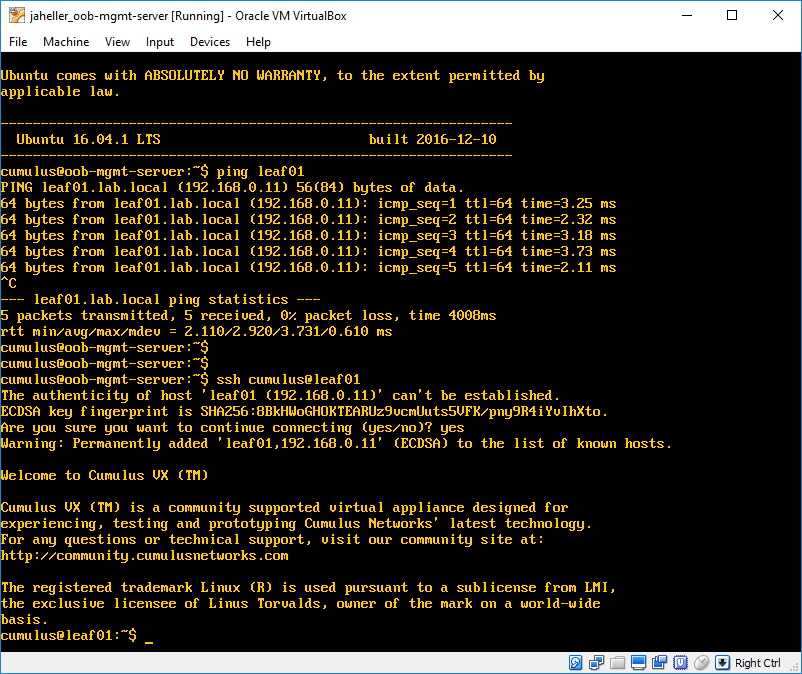 jaheller_oob-mgmt-server [Running] - Oracle VM VirtualBox
File Machine View Input Devices Help
Ubuntu comes with ABSOLUTELY NO WARRANTY, to the extent permitted by
applicable law.
----------------------------------------------------------------
Ubuntu 16.04.1 LTS built 2016-12-10
----------------------------------------------------------------
cumulus@oob-mgmt-server:~$ ping leaf01
PING leaf01.lab.local (192.168.0.11) 56(84) bytes of data.
64 bytes from leaf01.lab.local (192.168.0.11): icmp_seq=1 ttl=64 time=3.25 ms
64 bytes from leaf01.lab.local (192.168.0.11): icmp_seq=2 ttl=64 time=2.32 ms
64 bytes from leaf01.lab.local (192.168.0.11): icmp_seq=3 ttl=64 time=3.18 ms
64 bytes from leaf01.lab.local (192.168.0.11): icmp_seq=4 ttl=64 time=3.73 ms
64 bytes from leaf01.lab.local (192.168.0.11): icmp_seq=5 ttl=64 time=2.11 ms
^C
--- leaf01.lab.local ping statistics ---
5 packets transmitted, 5 received, 0% packet loss, time 4008ms
rtt min/avg/max/mdev = 2.110/2.920/3.731/0.610 ms
cumulus@oob-mgmt-server:~$
cumulus@oob-mgmt-server:~$
cumulus@oob-mgmt-server:~$ ssh cumulus@leaf01
The authenticity of host 'leaf01 (192.168.0.11)' can't be established.
ECDSA key fingerprint is SHA256:8BkHWoGHOKTEARUz9vcmUuts5VFK/pny9R4iYvIhXto.
Are you sure you want to continue connecting (yes/no)? yes
Warning: Permanently added 'leaf01,192.168.0.11' (ECDSA) to the list of known hosts.
Welcome to Cumulus VX (TM)
Cumulus VX (TM) is a community supported virtual appliance designed for
experiencing, testing and prototyping Cumulus Networks' latest technology.
For any questions or technical support, visit our community site at:
http://community.cumulusnetworks.com
The registered trademark Linux (R) is used pursuant to a sublicense from LMI,
the exclusive licensee of Linus Torvalds, owner of the mark on a world-wide
basis.
cumulus@leaf01:~$ _
Right Ctrl